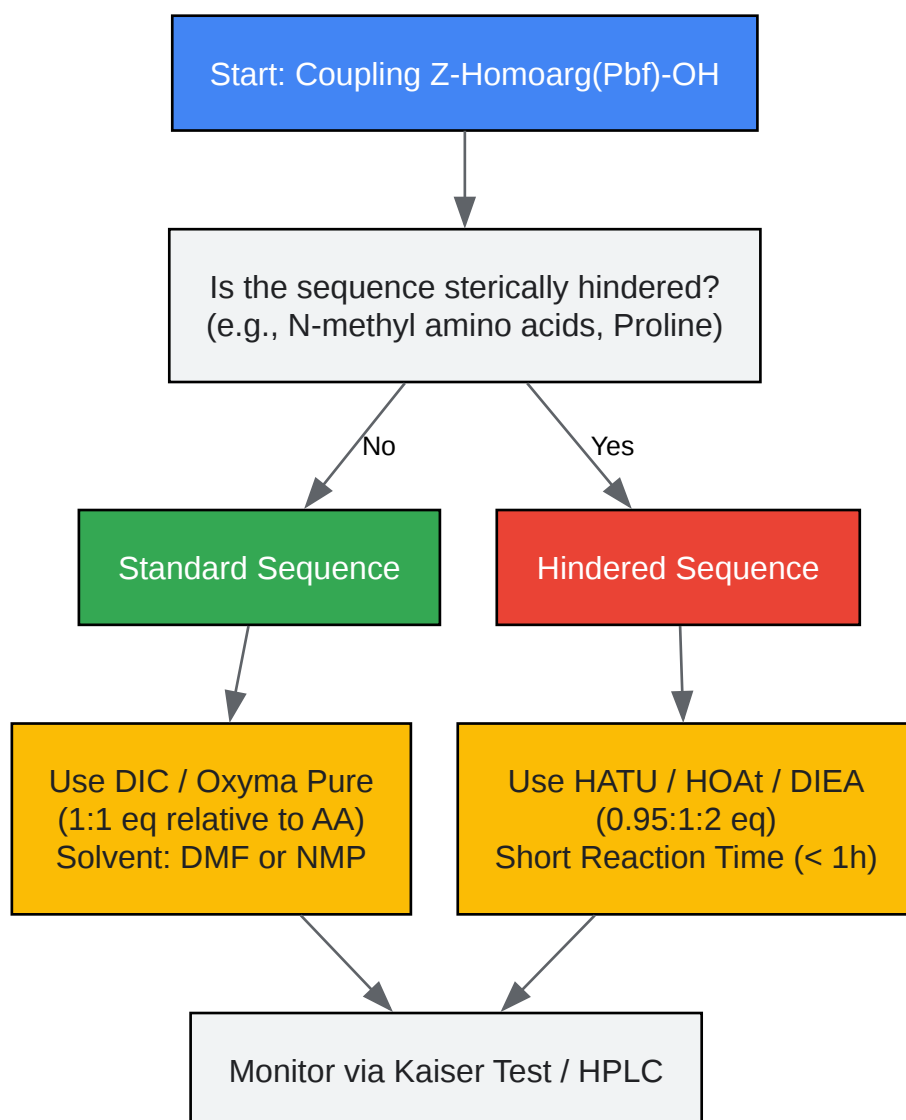 Start: Coupling Z-Homoarg(Pbf)-OH
Is the sequence sterically hindered?
(e.g., N-methyl amino acids, Proline)
No
Yes
Standard Sequence
Hindered Sequence
Use DIC / Oxyma Pure
(1:1 eq relative to AA)
Solvent: DMF or NMP
Use HATU / HOAt / DIEA
(0.95:1:2 eq)
Short Reaction Time (< 1h)
Monitor via Kaiser Test / HPLC